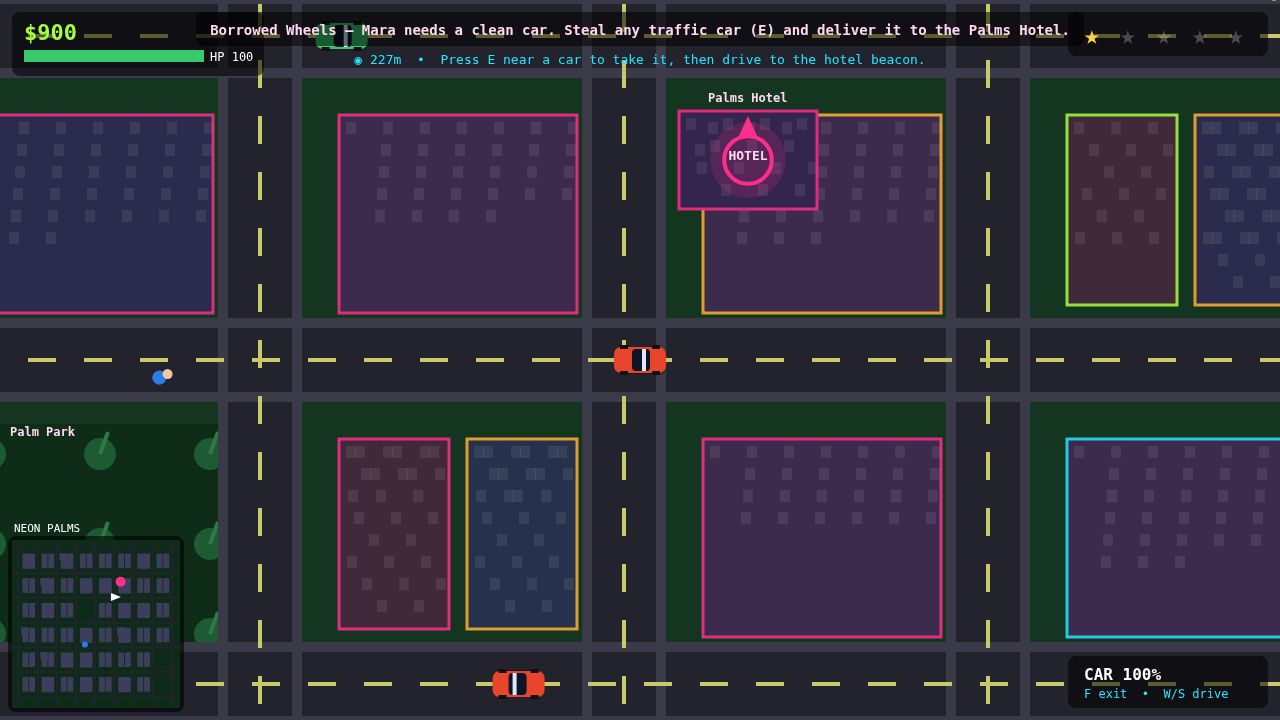 $900
HP 100
Borrowed Wheels — Mara needs a clean car. Steal any traffic car (E) and deliver it to the Palms Hotel.
◉ 227m • Press E near a car to take it, then drive to the hotel beacon.
★ ★ ★ ★ ★
Palms Hotel
HOTEL
Palm Park
NEON PALMS
CAR 100%
F exit • W/S drive